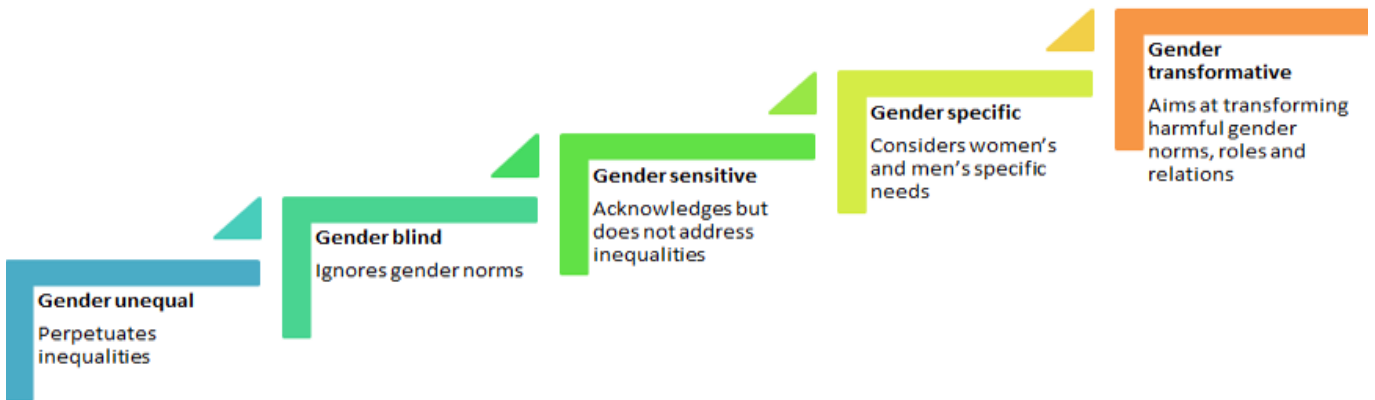 Gender unequal
Perpetuates
inequalities
Gender blind
Ignores gender norms
Gender sensitive
Acknowledges but
does not address
inequalities
Gender specific
Considers women's
and men's specific
needs
Gender
transformative
Aims at transforming
harmful gender
norms, roles and
relations